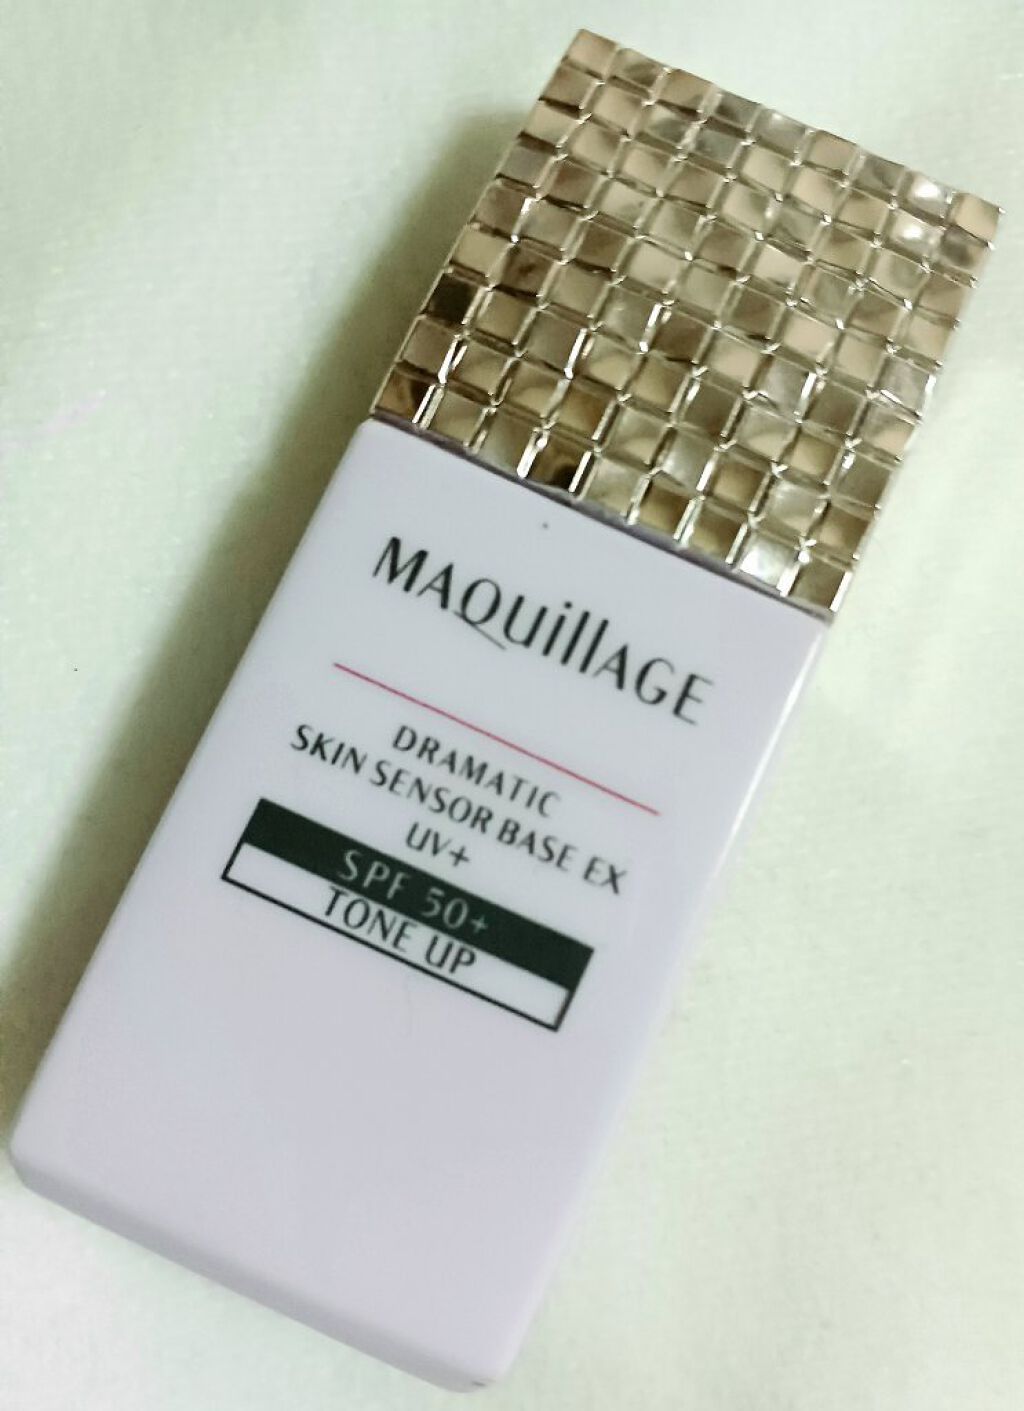 MAQuillAGE
DRAMATIC
SKIN SENSOR BASE EX
UV+
SPF 50+
TONE UP